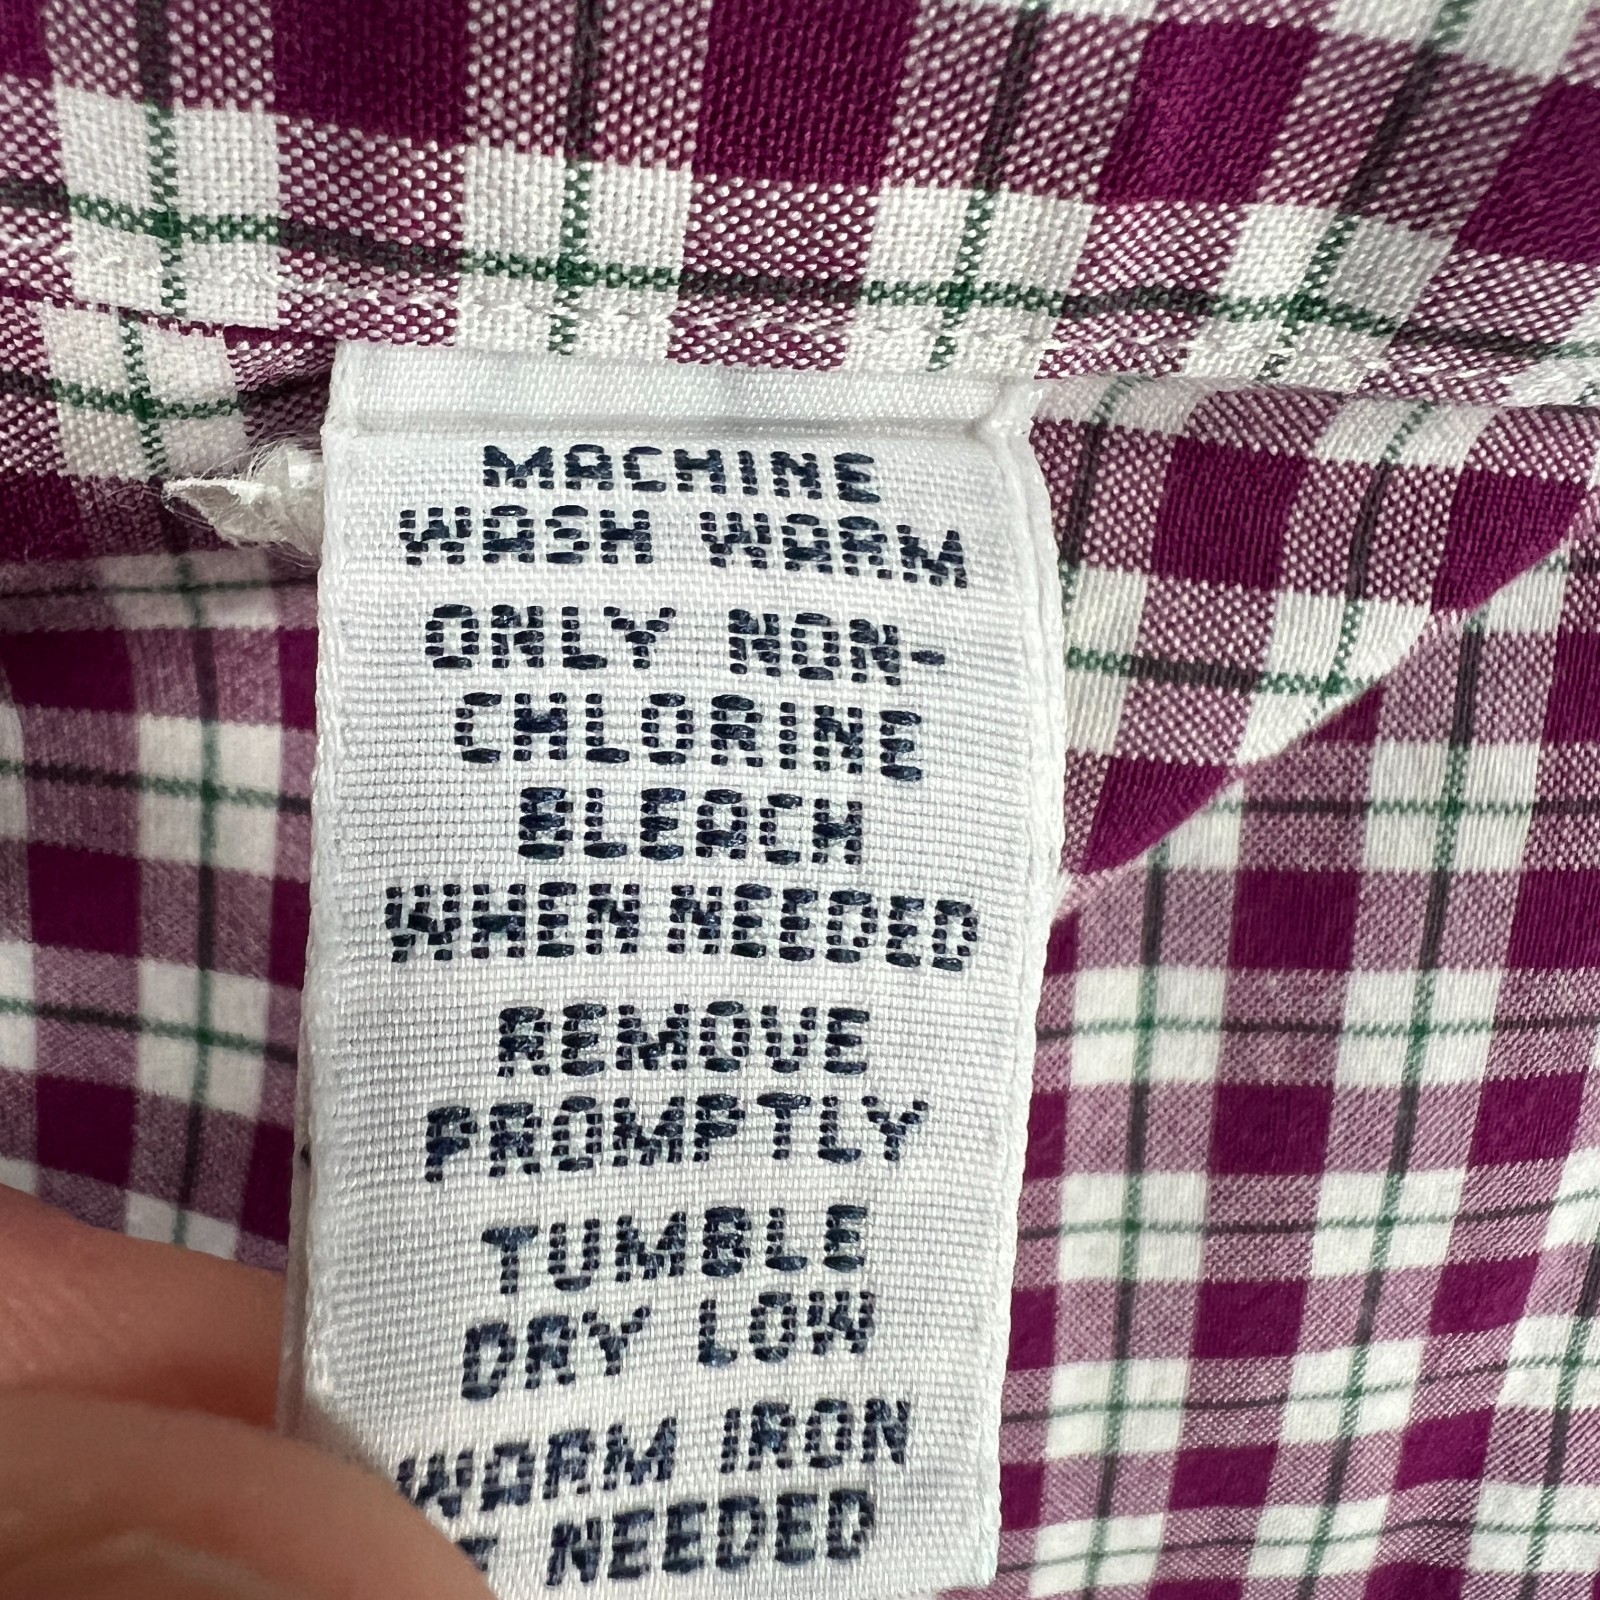 MACHINE
WASH WARM
ONLY NON-
CHLORINE
BLEACH
WHEN NEEDED
REMOVE
PROMPTLY
TUMBLE
DRY LOW
WARM IRON
NEEDED